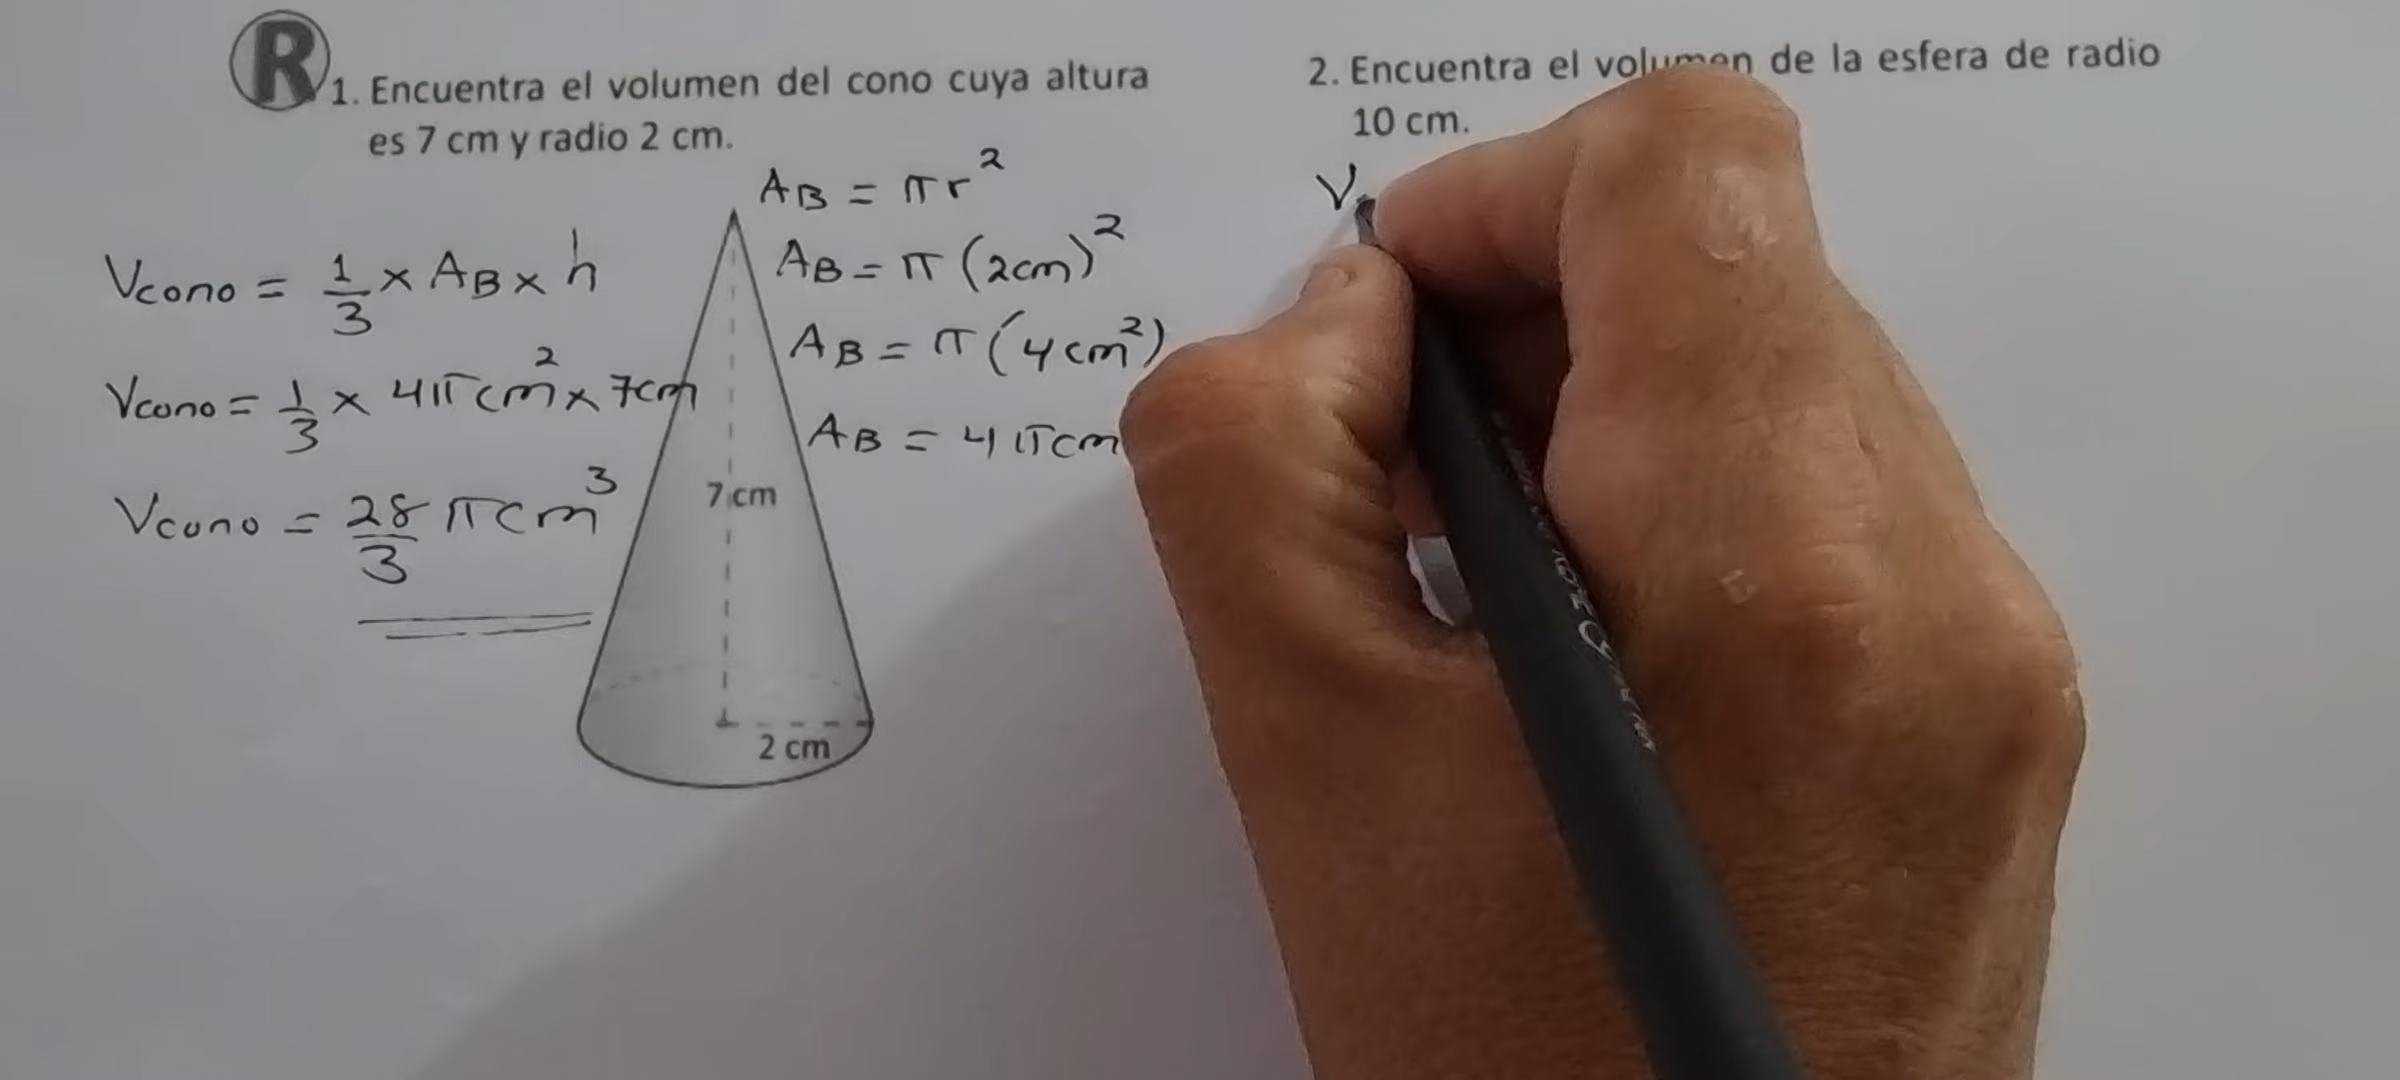 R
1. Encuentra el volumen del cono cuya altura
es 7 cm y radio 2 cm.
Vcono = 1/3 x AB x h
Vcono = 1/3 x 4πcm² x 7cm
Vcono = 28/3 πcm³
AB = πr²
AB = π(2cm)²
AB = π(4cm²)
AB = 4πcm
7 cm
2 cm
2. Encuentra el volumen de la esfera de radio
10 cm.
V